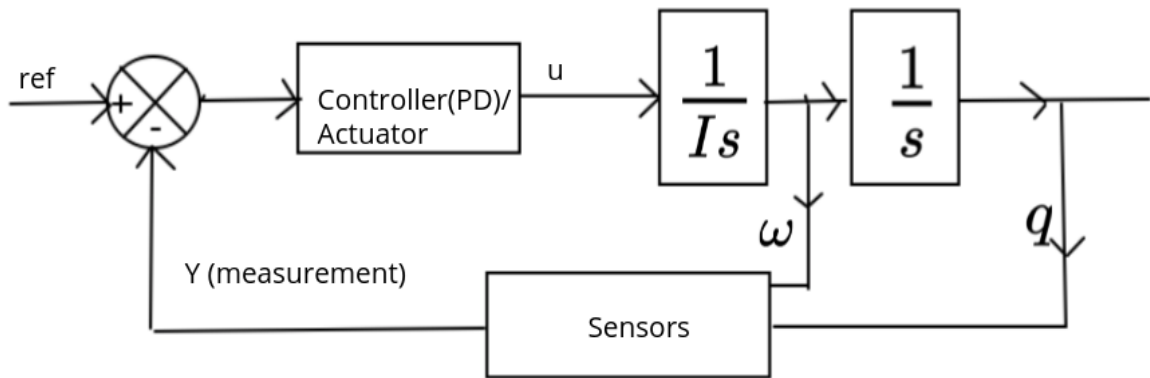 ref
+
-
Controller(PD)/
Actuator
u
1
Is
1
s
ω
q
Y (measurement)
Sensors